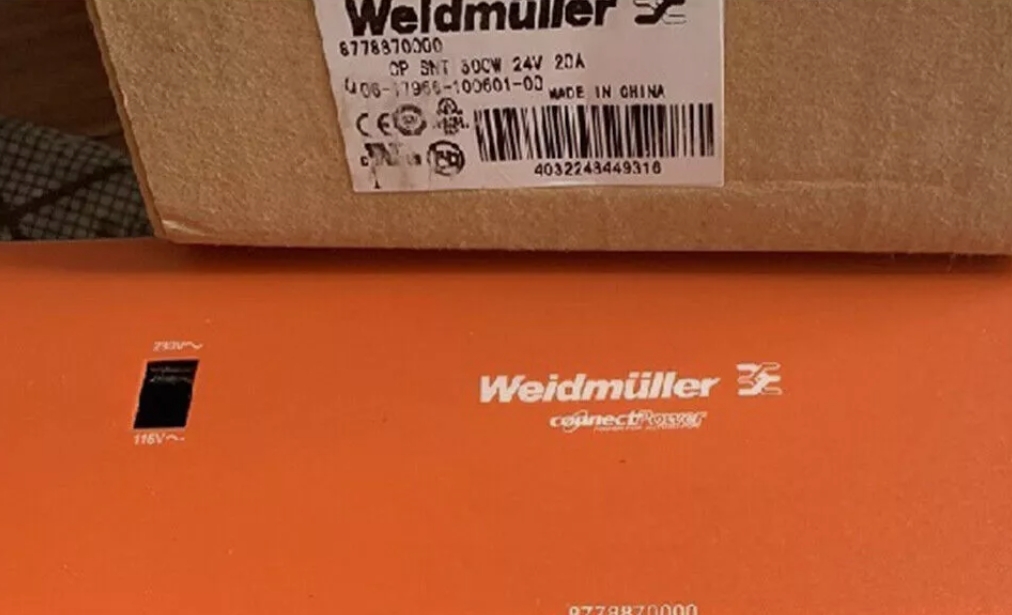 Weidmüller
8778870000
CP SNT 500W 24V 20A
MADE IN CHINA
4032248449316
230V~
115V~
Weidmüller
connectPower
8778870000